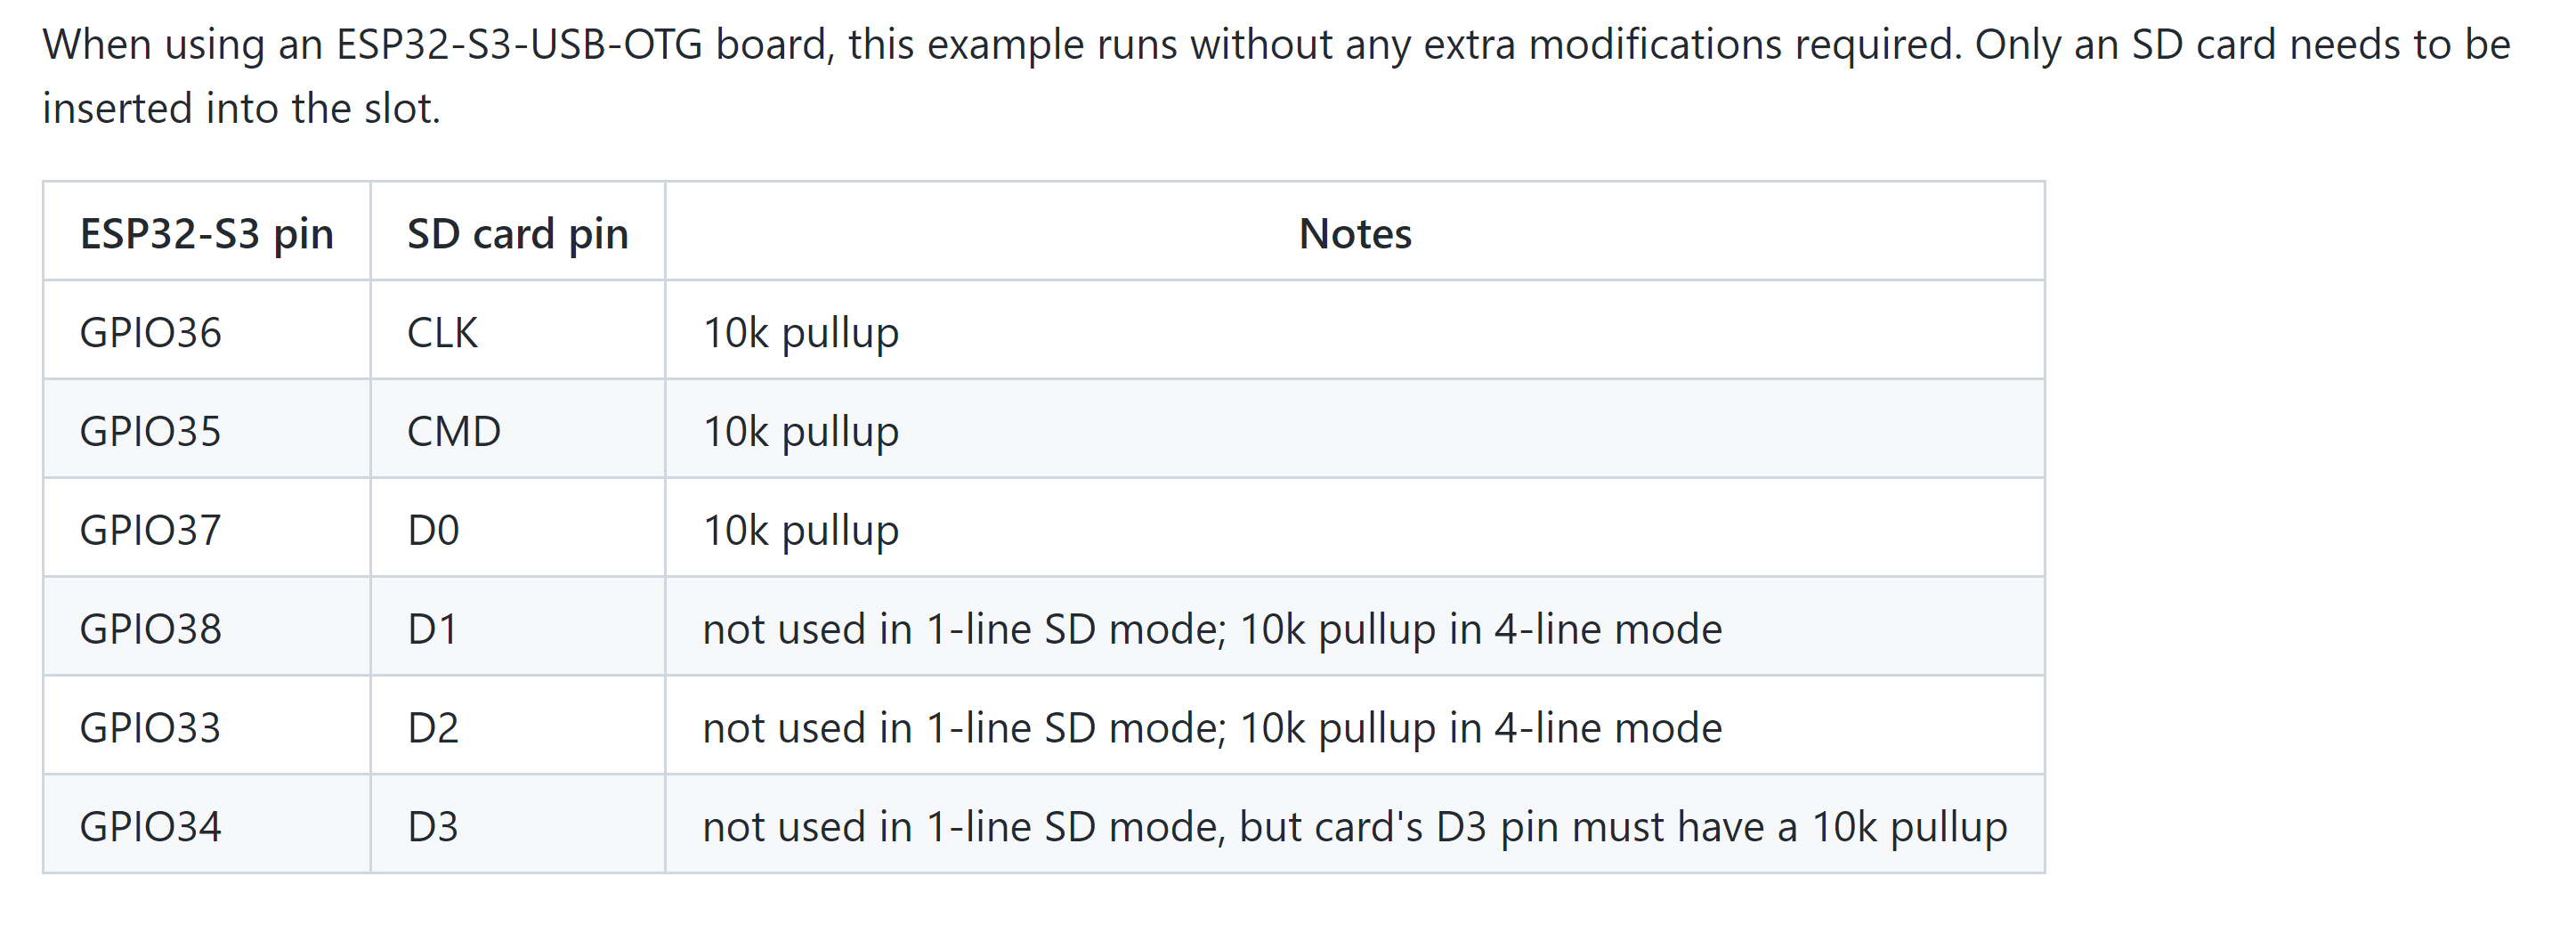 When using an ESP32-S3-USB-OTG board, this example runs without any extra modifications required. Only an SD card needs to be
inserted into the slot.
ESP32-S3 pin SD card pin Notes
GPIO36 CLK 10k pullup
GPIO35 CMD 10k pullup
GPIO37 D0 10k pullup
GPIO38 D1 not used in 1-line SD mode; 10k pullup in 4-line mode
GPIO33 D2 not used in 1-line SD mode; 10k pullup in 4-line mode
GPIO34 D3 not used in 1-line SD mode, but card's D3 pin must have a 10k pullup